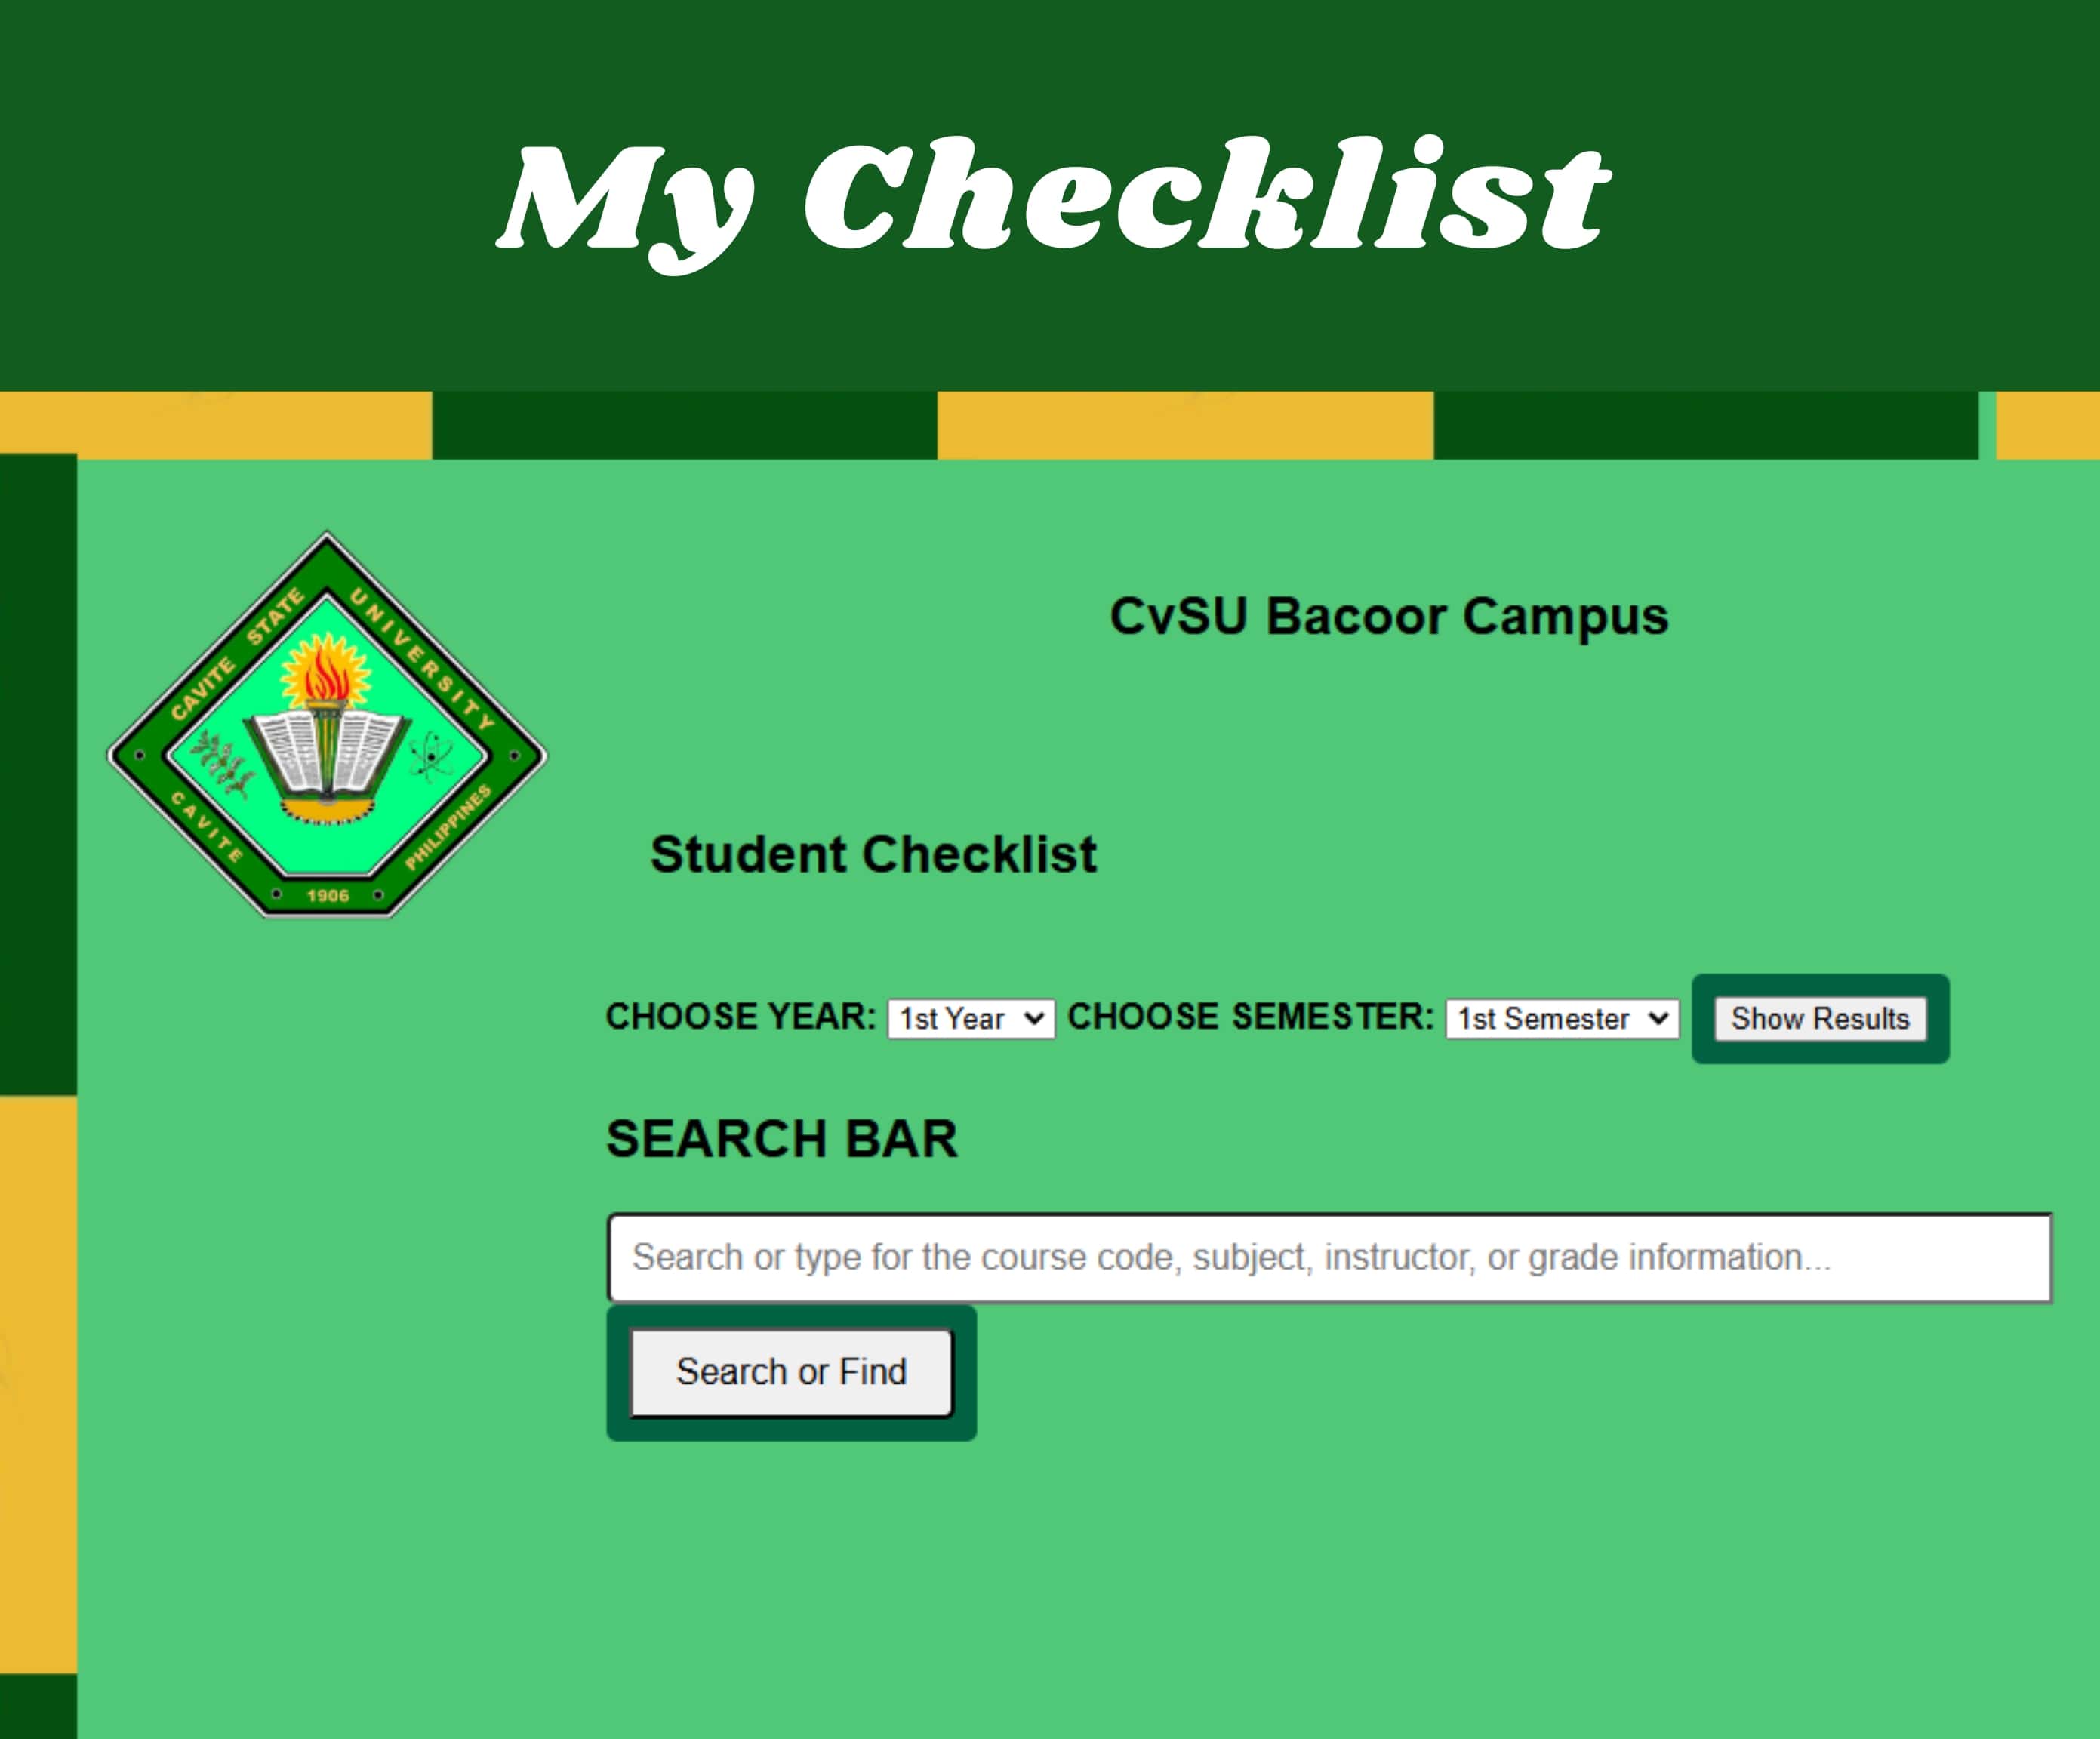 My Checklist
CAVITE STATE UNIVERSITY
CAVITE PHILIPPINES
1906
CvSU Bacoor Campus
Student Checklist
CHOOSE YEAR: 1st Year CHOOSE SEMESTER: 1st Semester Show Results
SEARCH BAR
Search or type for the course code, subject, instructor, or grade information...
Search or Find